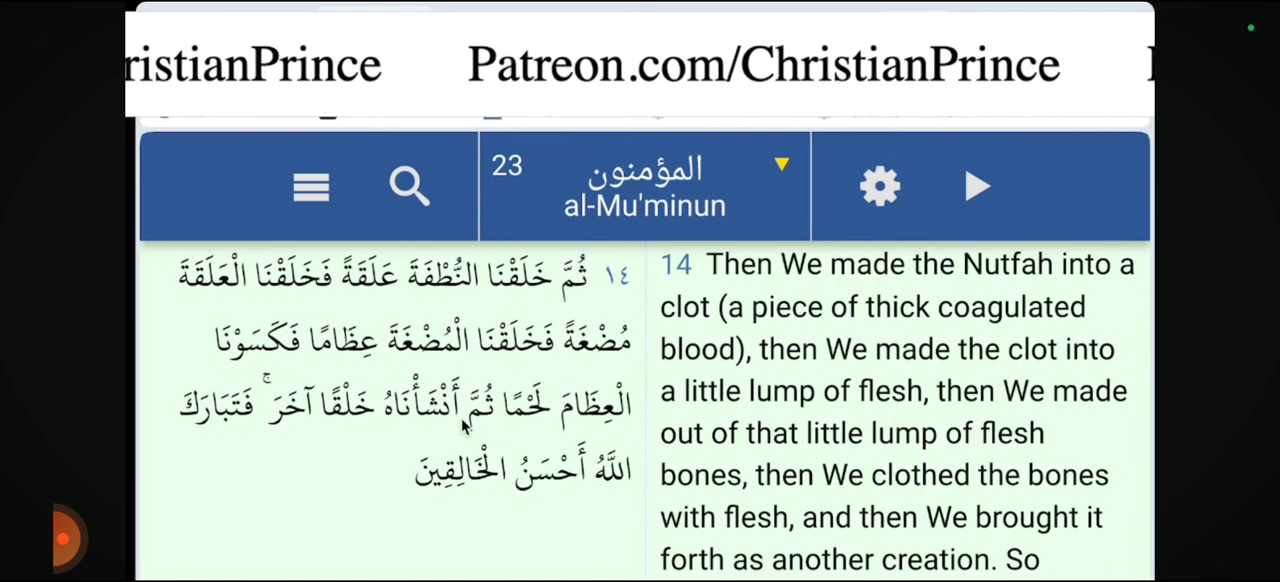 ristianPrince Patreon.com/ChristianPrince
23 المؤمنون
al-Mu'minun
١٤ ثُمَّ خَلَقْنَا النُّطْفَةَ عَلَقَةً فَخَلَقْنَا الْعَلَقَةَ
مُضْغَةً فَخَلَقْنَا الْمُضْغَةَ عِظَامًا فَكَسَوْنَا
الْعِظَامَ لَحْمًا ثُمَّ أَنْشَأْنَاهُ خَلْقًا آخَرَ ۚ فَتَبَارَكَ
اللَّهُ أَحْسَنُ الْخَالِقِينَ
14 Then We made the Nutfah into a
clot (a piece of thick coagulated
blood), then We made the clot into
a little lump of flesh, then We made
out of that little lump of flesh
bones, then We clothed the bones
with flesh, and then We brought it
forth as another creation. So